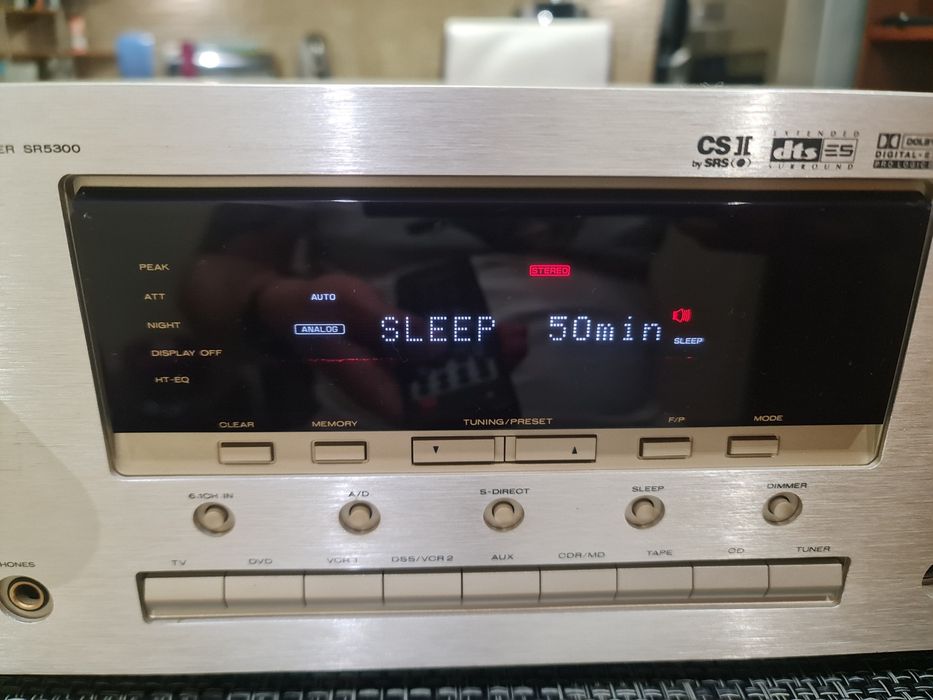 ER SR5300
CS II
by SRS
EXTENDED
dts ES
SURROUND
DOLBY
DIGITAL-E
PRO LOGIC
PEAK
ATT
NIGHT
DISPLAY OFF
HT-EQ
STEREO
AUTO
ANALOG
SLEEP 50min
SLEEP
CLEAR
MEMORY
TUNING/PRESET
F/P
MODE
6.1CH IN
A/D
S-DIRECT
SLEEP
DIMMER
HONES
TV
DVD
VCR 1
DSS/VCR 2
AUX
CDR/MD
TAPE
CD
TUNER